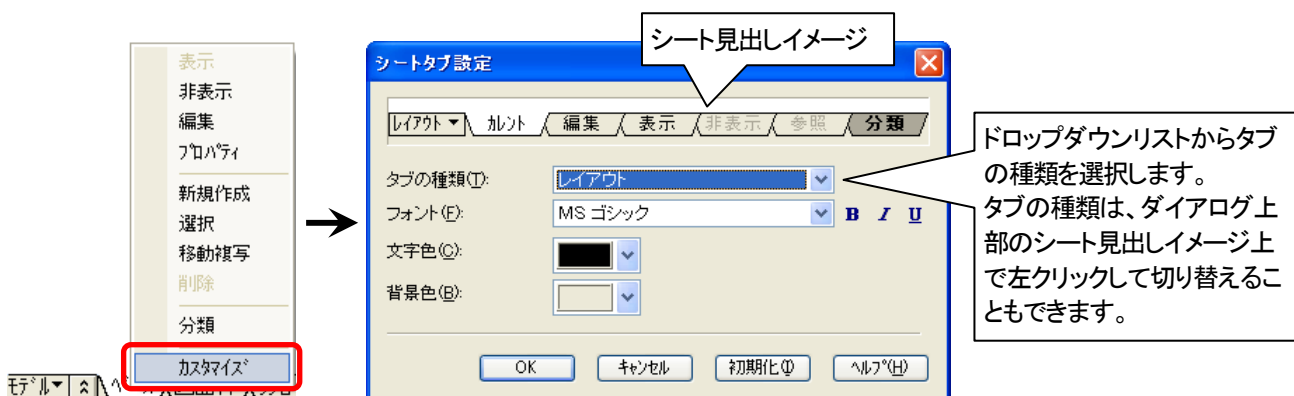 表示
非表示
編集
ﾌﾟﾛﾊﾟﾃｨ
新規作成
選択
移動複写
削除
分類
ｶｽﾀﾏｲｽﾞ
ﾓﾃﾞﾙ
シート見出しイメージ
シートタブ設定
ﾚｲｱｳﾄ ｶﾚﾝﾄ 編集 表示 非表示 参照 分類
タブの種類(T): レイアウト
フォント(F): MS ゴシック B I U
文字色(C):
背景色(B):
OK ｷｬﾝｾﾙ 初期化(I) ﾍﾙﾌﾟ(H)
ドロップダウンリストからタブ
の種類を選択します。
タブの種類は、ダイアログ上
部のシート見出しイメージ上
で左クリックして切り替えるこ
ともできます。